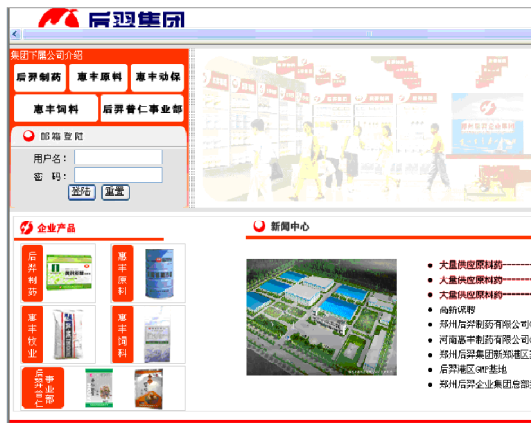 后羿集团
集团下属公司介绍
后羿制药 惠丰原料 惠丰动保
惠丰饲料 后羿普仁事业部
邮箱登陆
用户名：
密 码：
登陆 重置
企业产品
后羿制药
惠丰原料
惠丰牧业
惠丰饲料
后羿普仁事业部
新闻中心
大量供应原料药--------
大量供应原料药--------
大量供应原料药--------
高薪保聘
郑州后羿制药有限公司
河南惠丰制药有限公司
郑州后羿集团新郑港区
后羿港区GMP基地
郑州后羿企业集团总部